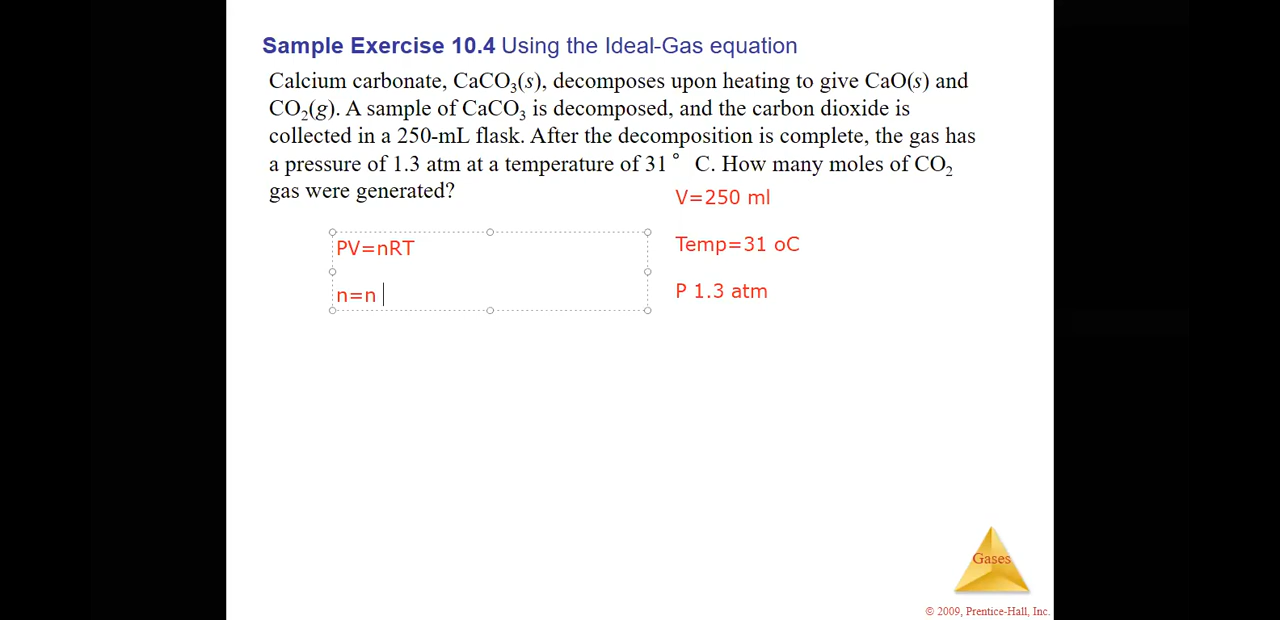 Sample Exercise 10.4 Using the Ideal-Gas equation
Calcium carbonate, CaCO₃(s), decomposes upon heating to give CaO(s) and
CO₂(g). A sample of CaCO₃ is decomposed, and the carbon dioxide is
collected in a 250-mL flask. After the decomposition is complete, the gas has
a pressure of 1.3 atm at a temperature of 31° C. How many moles of CO₂
gas were generated?
V=250 ml
PV=nRT
Temp=31 oC
n=n
P 1.3 atm
Gases
© 2009, Prentice-Hall, Inc.